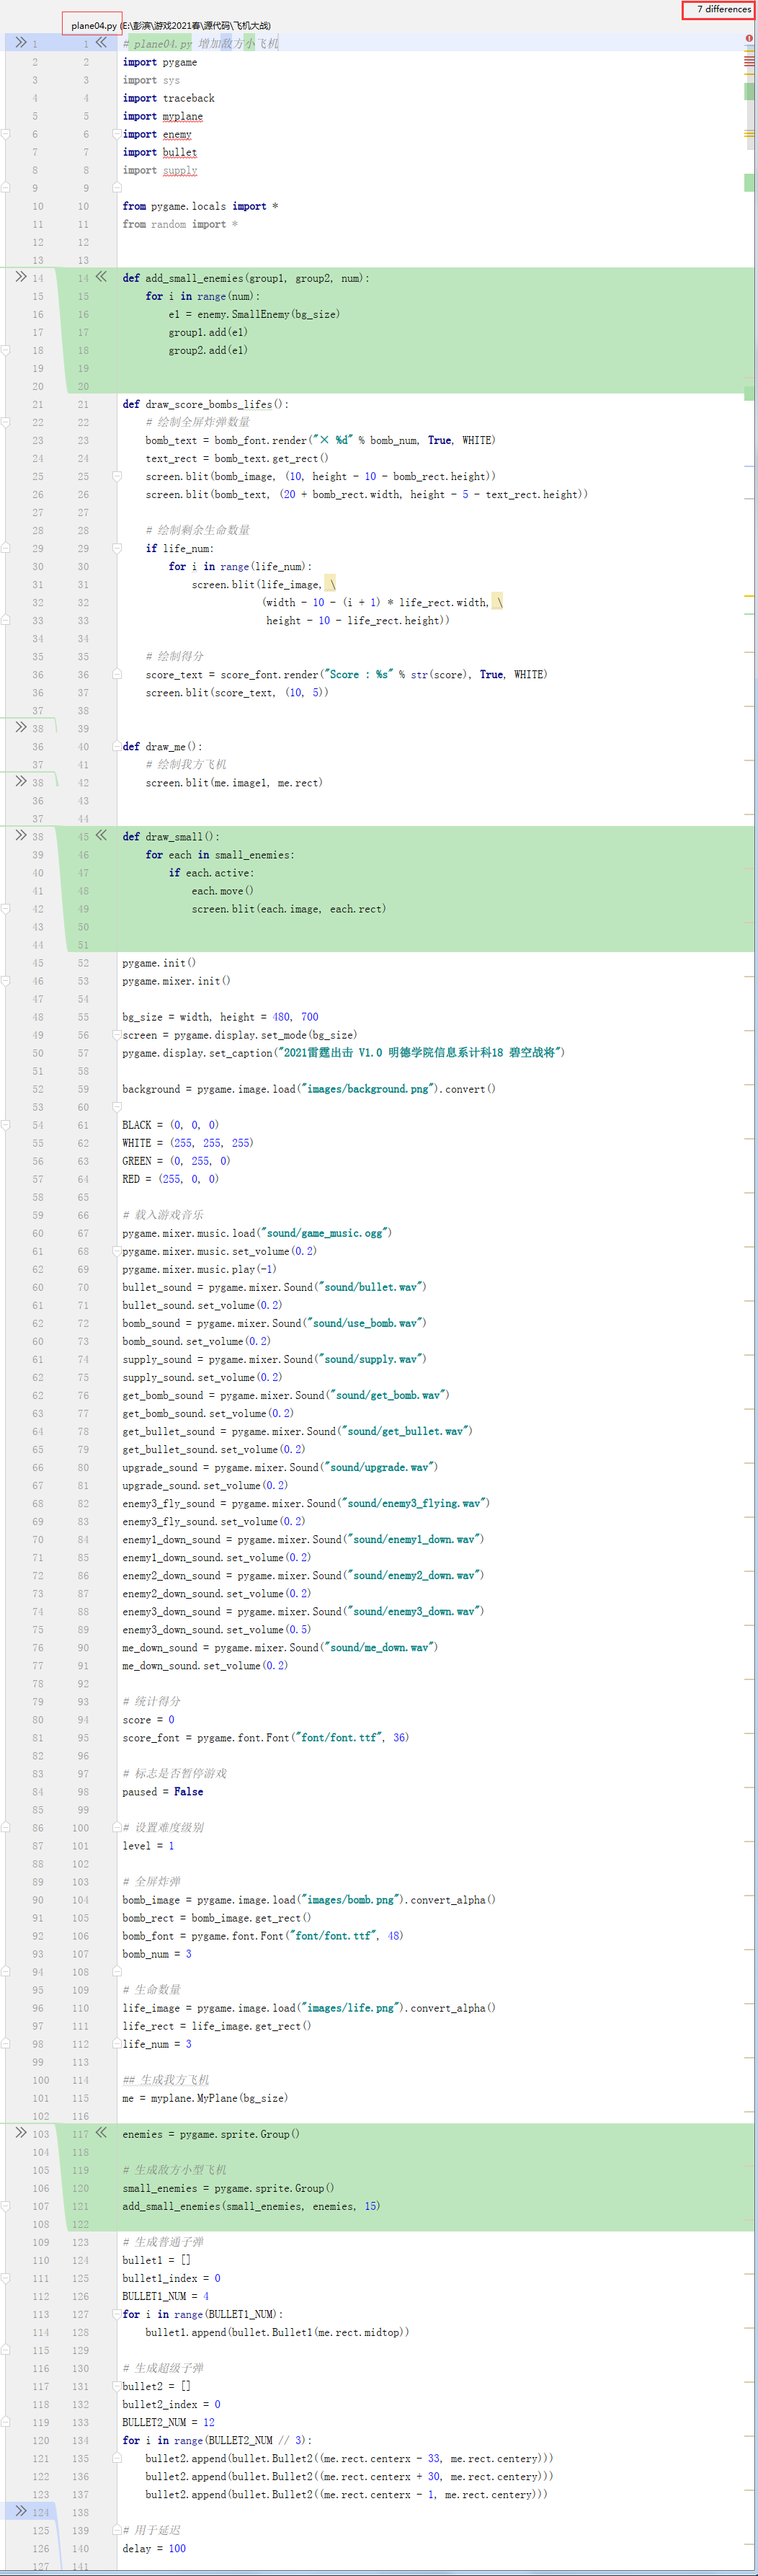 7 differences
plane04.py (E:\彭演\游戏2021春\源代码\飞机大战)
1 1 # plane04.py 增加敌方小飞机
2 2 import pygame
3 3 import sys
4 4 import traceback
5 5 import myplane
6 6 import enemy
7 7 import bullet
8 8 import supply
9 9
10 10 from pygame.locals import *
11 11 from random import *
12 12
13 13
14 14 def add_small_enemies(group1, group2, num):
15 15 for i in range(num):
16 16 e1 = enemy.SmallEnemy(bg_size)
17 17 group1.add(e1)
18 18 group2.add(e1)
19 19
20 20
21 21 def draw_score_bombs_lifes():
22 22 # 绘制全屏炸弹数量
23 23 bomb_text = bomb_font.render("× %d" % bomb_num, True, WHITE)
24 24 text_rect = bomb_text.get_rect()
25 25 screen.blit(bomb_image, (10, height - 10 - bomb_rect.height))
26 26 screen.blit(bomb_text, (20 + bomb_rect.width, height - 5 - text_rect.height))
27 27
28 28 # 绘制剩余生命数量
29 29 if life_num:
30 30 for i in range(life_num):
31 31 screen.blit(life_image, \
32 32 (width - 10 - (i + 1) * life_rect.width, \
33 33 height - 10 - life_rect.height))
34 34
35 35 # 绘制得分
36 36 score_text = score_font.render("Score : %s" % str(score), True, WHITE)
36 37 screen.blit(score_text, (10, 5))
37 38
38 39
36 40 def draw_me():
37 41 # 绘制我方飞机
38 42 screen.blit(me.image1, me.rect)
36 43
37 44
38 45 def draw_small():
39 46 for each in small_enemies:
40 47 if each.active:
41 48 each.move()
42 49 screen.blit(each.image, each.rect)
43 50
44 51
45 52 pygame.init()
46 53 pygame.mixer.init()
47 54
48 55 bg_size = width, height = 480, 700
49 56 screen = pygame.display.set_mode(bg_size)
50 57 pygame.display.set_caption("2021雷霆出击 V1.0 明德学院信息系计科18 碧空战将")
51 58
52 59 background = pygame.image.load("images/background.png").convert()
53 60
54 61 BLACK = (0, 0, 0)
55 62 WHITE = (255, 255, 255)
56 63 GREEN = (0, 255, 0)
57 64 RED = (255, 0, 0)
58 65
59 66 # 载入游戏音乐
60 67 pygame.mixer.music.load("sound/game_music.ogg")
61 68 pygame.mixer.music.set_volume(0.2)
62 69 pygame.mixer.music.play(-1)
60 70 bullet_sound = pygame.mixer.Sound("sound/bullet.wav")
61 71 bullet_sound.set_volume(0.2)
62 72 bomb_sound = pygame.mixer.Sound("sound/use_bomb.wav")
60 73 bomb_sound.set_volume(0.2)
61 74 supply_sound = pygame.mixer.Sound("sound/supply.wav")
62 75 supply_sound.set_volume(0.2)
62 76 get_bomb_sound = pygame.mixer.Sound("sound/get_bomb.wav")
63 77 get_bomb_sound.set_volume(0.2)
64 78 get_bullet_sound = pygame.mixer.Sound("sound/get_bullet.wav")
65 79 get_bullet_sound.set_volume(0.2)
66 80 upgrade_sound = pygame.mixer.Sound("sound/upgrade.wav")
67 81 upgrade_sound.set_volume(0.2)
68 82 enemy3_fly_sound = pygame.mixer.Sound("sound/enemy3_flying.wav")
69 83 enemy3_fly_sound.set_volume(0.2)
70 84 enemy1_down_sound = pygame.mixer.Sound("sound/enemy1_down.wav")
71 85 enemy1_down_sound.set_volume(0.2)
72 86 enemy2_down_sound = pygame.mixer.Sound("sound/enemy2_down.wav")
73 87 enemy2_down_sound.set_volume(0.2)
74 88 enemy3_down_sound = pygame.mixer.Sound("sound/enemy3_down.wav")
75 89 enemy3_down_sound.set_volume(0.5)
76 90 me_down_sound = pygame.mixer.Sound("sound/me_down.wav")
77 91 me_down_sound.set_volume(0.2)
78 92
79 93 # 统计得分
80 94 score = 0
81 95 score_font = pygame.font.Font("font/font.ttf", 36)
82 96
83 97 # 标志是否暂停游戏
84 98 paused = False
85 99
86 100 # 设置难度级别
87 101 level = 1
88 102
89 103 # 全屏炸弹
90 104 bomb_image = pygame.image.load("images/bomb.png").convert_alpha()
91 105 bomb_rect = bomb_image.get_rect()
92 106 bomb_font = pygame.font.Font("font/font.ttf", 48)
93 107 bomb_num = 3
94 108
95 109 # 生命数量
96 110 life_image = pygame.image.load("images/life.png").convert_alpha()
97 111 life_rect = life_image.get_rect()
98 112 life_num = 3
99 113
100 114 ## 生成我方飞机
101 115 me = myplane.MyPlane(bg_size)
102 116
103 117 enemies = pygame.sprite.Group()
104 118
105 119 # 生成敌方小型飞机
106 120 small_enemies = pygame.sprite.Group()
107 121 add_small_enemies(small_enemies, enemies, 15)
108 122
109 123 # 生成普通子弹
110 124 bullet1 = []
111 125 bullet1_index = 0
112 126 BULLET1_NUM = 4
113 127 for i in range(BULLET1_NUM):
114 128 bullet1.append(bullet.Bullet1(me.rect.midtop))
115 129
116 130 # 生成超级子弹
117 131 bullet2 = []
118 132 bullet2_index = 0
119 133 BULLET2_NUM = 12
120 134 for i in range(BULLET2_NUM // 3):
121 135 bullet2.append(bullet.Bullet2((me.rect.centerx - 33, me.rect.centery)))
122 136 bullet2.append(bullet.Bullet2((me.rect.centerx + 30, me.rect.centery)))
123 137 bullet2.append(bullet.Bullet2((me.rect.centerx - 1, me.rect.centery)))
124 138
125 139 # 用于延迟
126 140 delay = 100
127 141